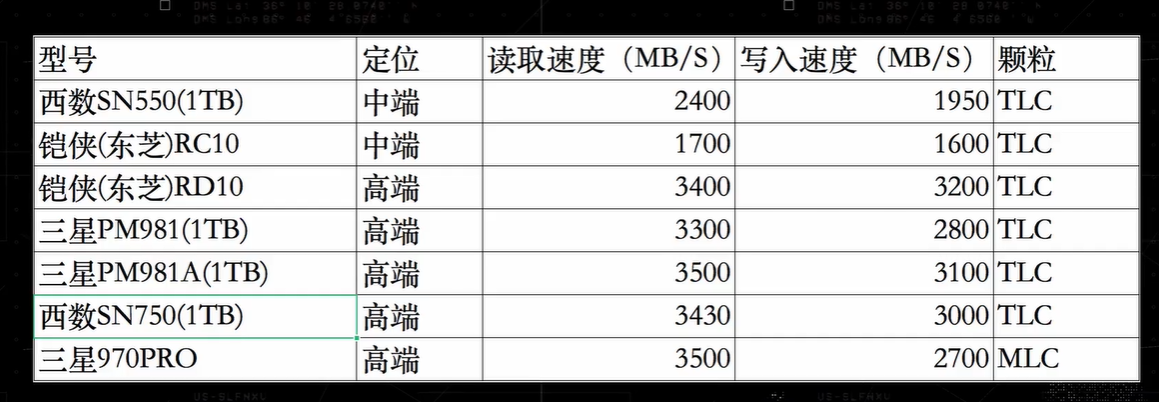 型号 定位 读取速度（MB/S） 写入速度（MB/S） 颗粒
西数SN550(1TB) 中端 2400 1950 TLC
铠侠(东芝)RC10 中端 1700 1600 TLC
铠侠(东芝)RD10 高端 3400 3200 TLC
三星PM981(1TB) 高端 3300 2800 TLC
三星PM981A(1TB) 高端 3500 3100 TLC
西数SN750(1TB) 高端 3430 3000 TLC
三星970PRO 高端 3500 2700 MLC